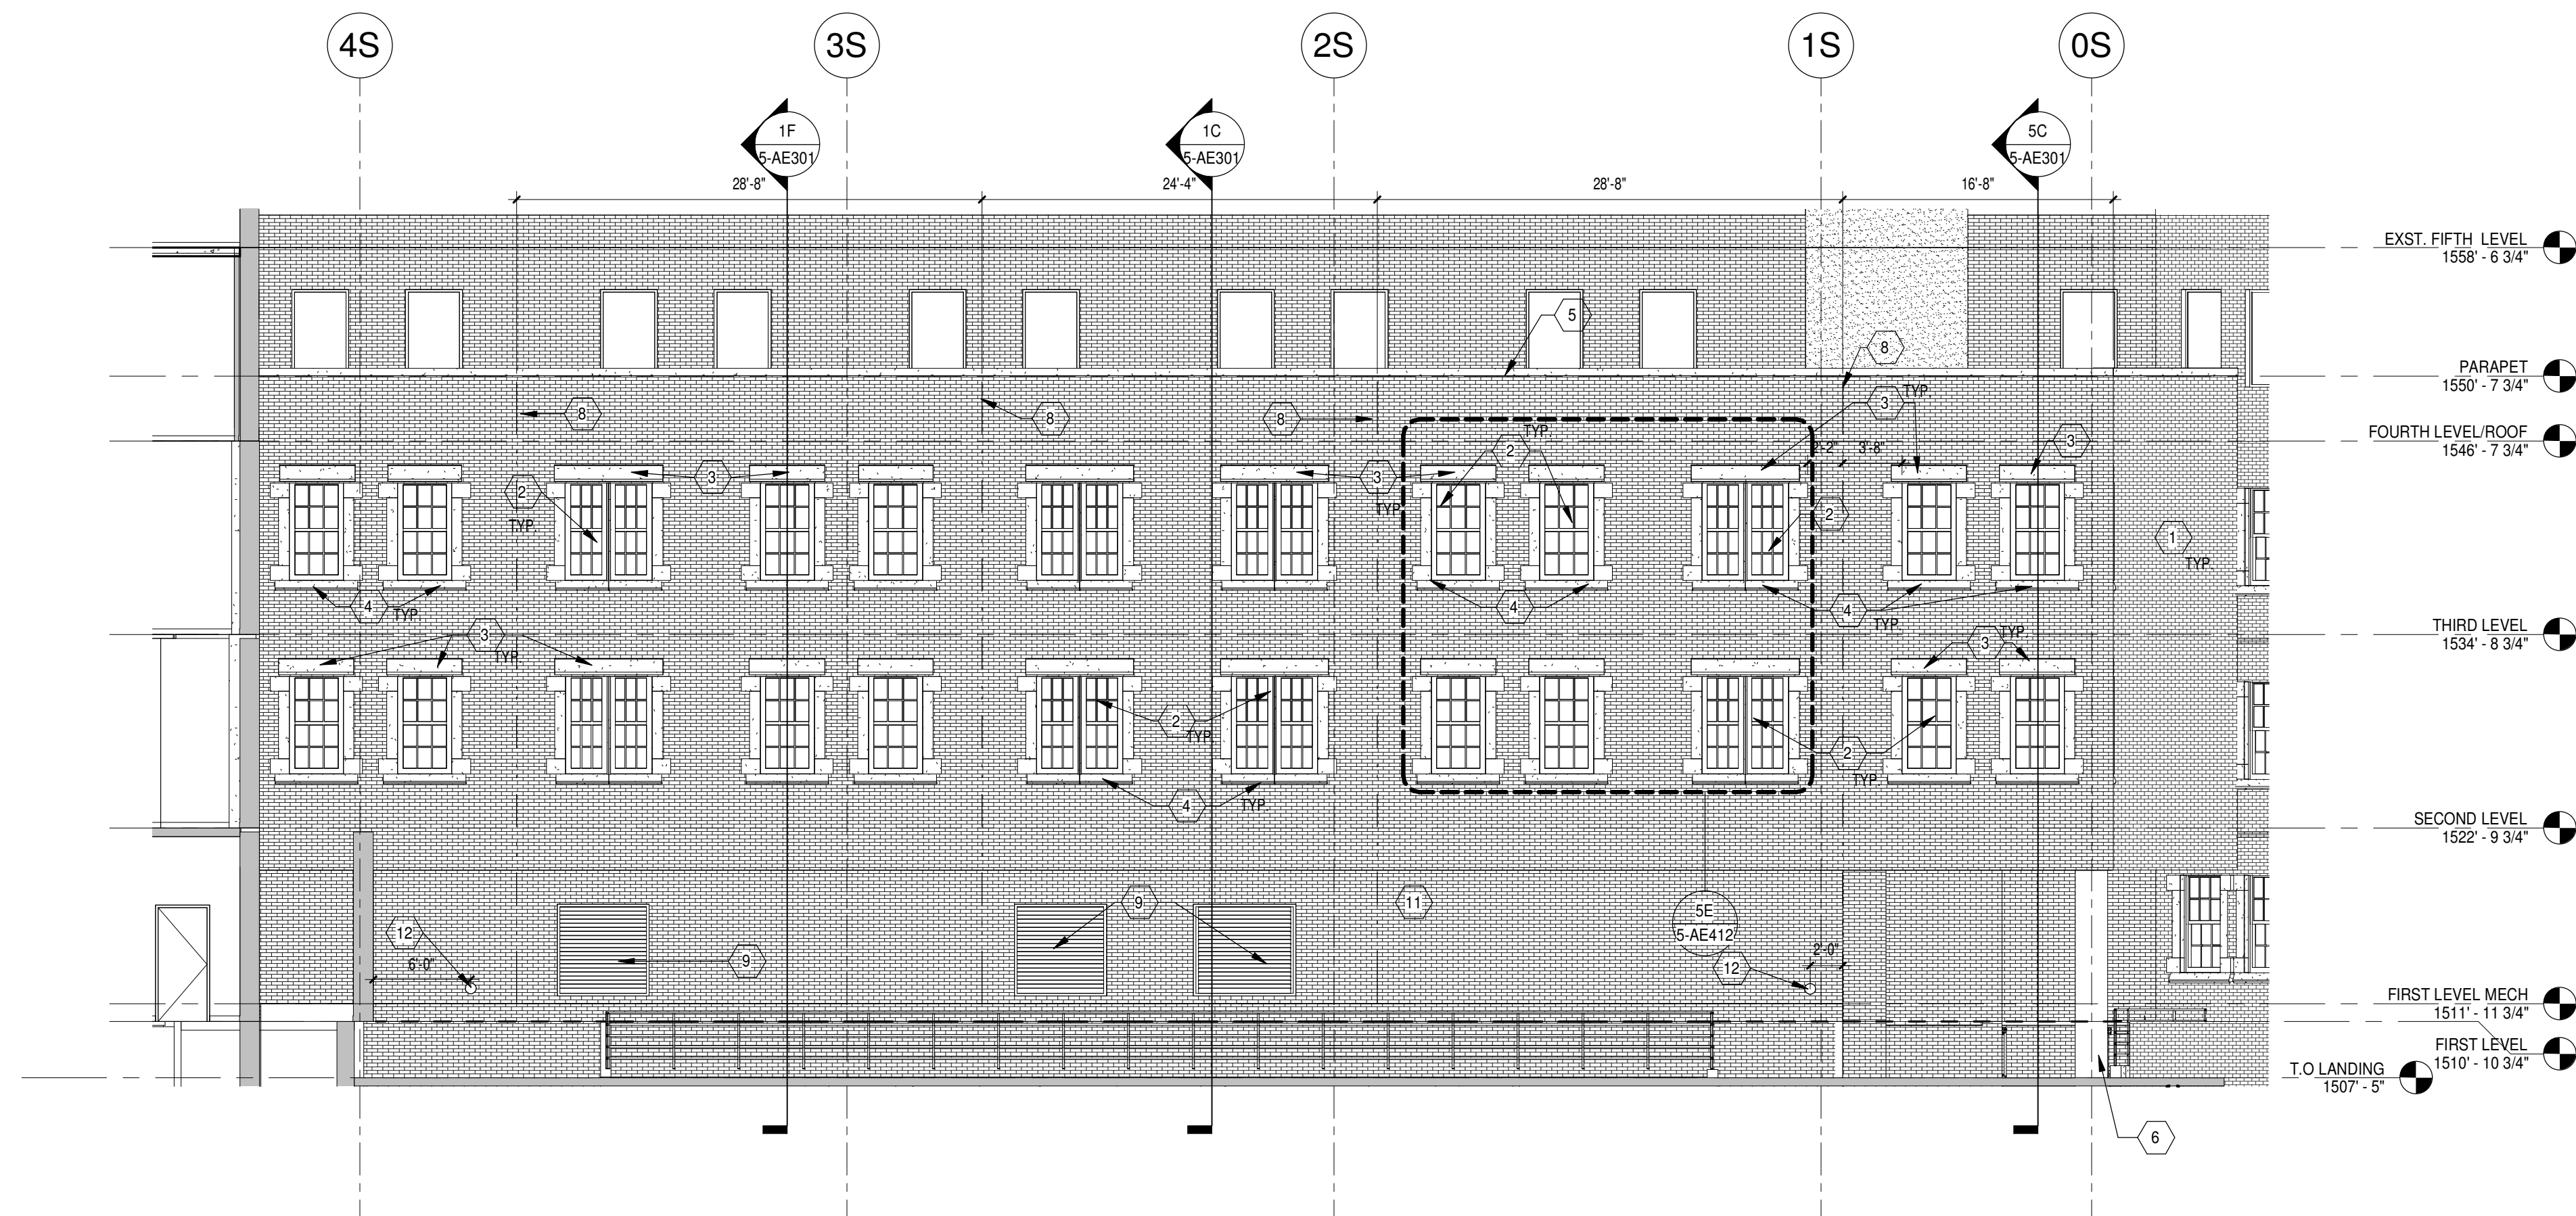 4S
3S
2S
1S
0S
1F
5-AE301
1C
5-AE301
5C
5-AE301
28'-8"
24'-4"
28'-8"
16'-8"
EXST. FIFTH LEVEL
1558' - 6 3/4"
5
8
PARAPET
1550' - 7 3/4"
3
TYP.
8
8
8
2
TYP.
FOURTH LEVEL/ROOF
1546' - 7 3/4"
2'-2"
3'-8"
3
3
3
TYP.
2
TYP.
2
1
TYP.
4
TYP.
4
4
TYP.
3
TYP.
3
TYP.
THIRD LEVEL
1534' - 8 3/4"
2
TYP.
2
TYP.
4
TYP.
SECOND LEVEL
1522' - 9 3/4"
9
11
5E
5-AE412
12
6'-0"
9
12
2'-0"
FIRST LEVEL MECH
1511' - 11 3/4"
FIRST LEVEL
1510' - 10 3/4"
T.O LANDING
1507' - 5"
6